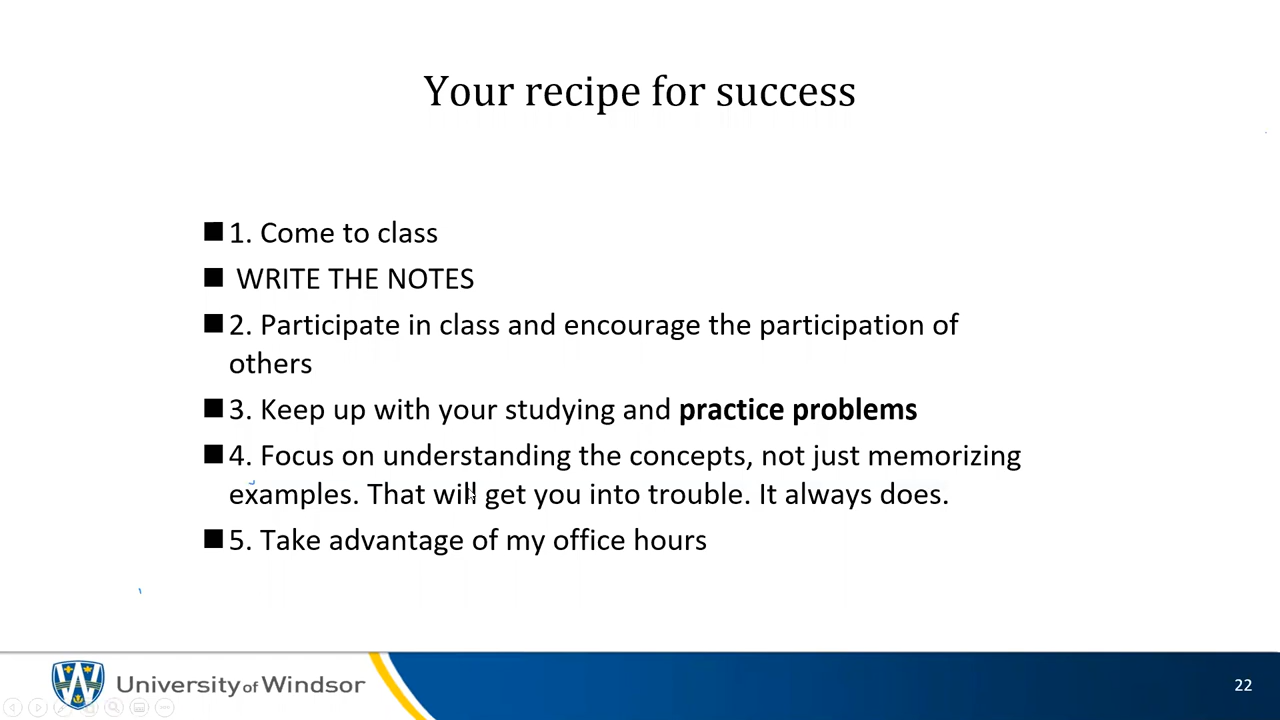 Your recipe for success
1. Come to class
WRITE THE NOTES
2. Participate in class and encourage the participation of
others
3. Keep up with your studying and practice problems
4. Focus on understanding the concepts, not just memorizing
examples. That will get you into trouble. It always does.
5. Take advantage of my office hours
University of Windsor
22